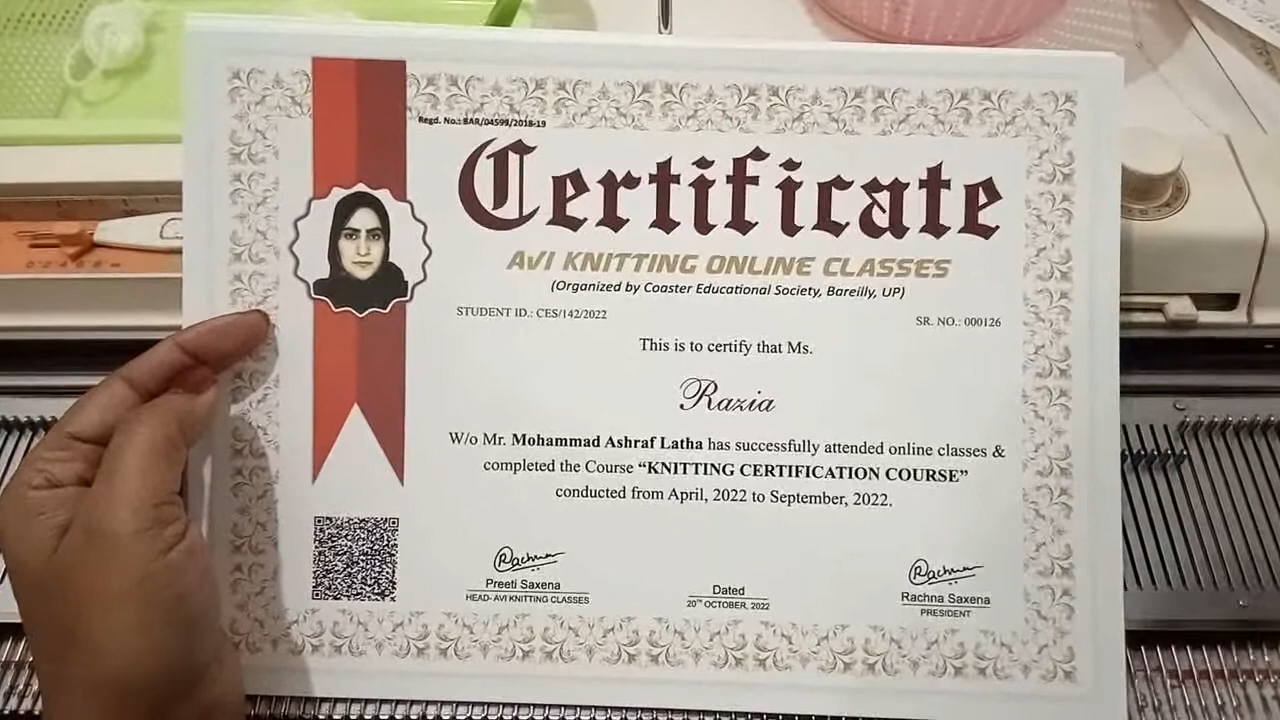 Regd. No.: BAR/04599/2018-19
Certificate
AVI KNITTING ONLINE CLASSES
(Organized by Coaster Educational Society, Bareilly, UP)
STUDENT ID.: CES/142/2022
SR. NO.: 000126
This is to certify that Ms.
Razia
W/o Mr. Mohammad Ashraf Latha has successfully attended online classes &
completed the Course “KNITTING CERTIFICATION COURSE”
conducted from April, 2022 to September, 2022.
Preeti Saxena
HEAD- AVI KNITTING CLASSES
Dated
20TH OCTOBER, 2022
Rachna Saxena
PRESIDENT